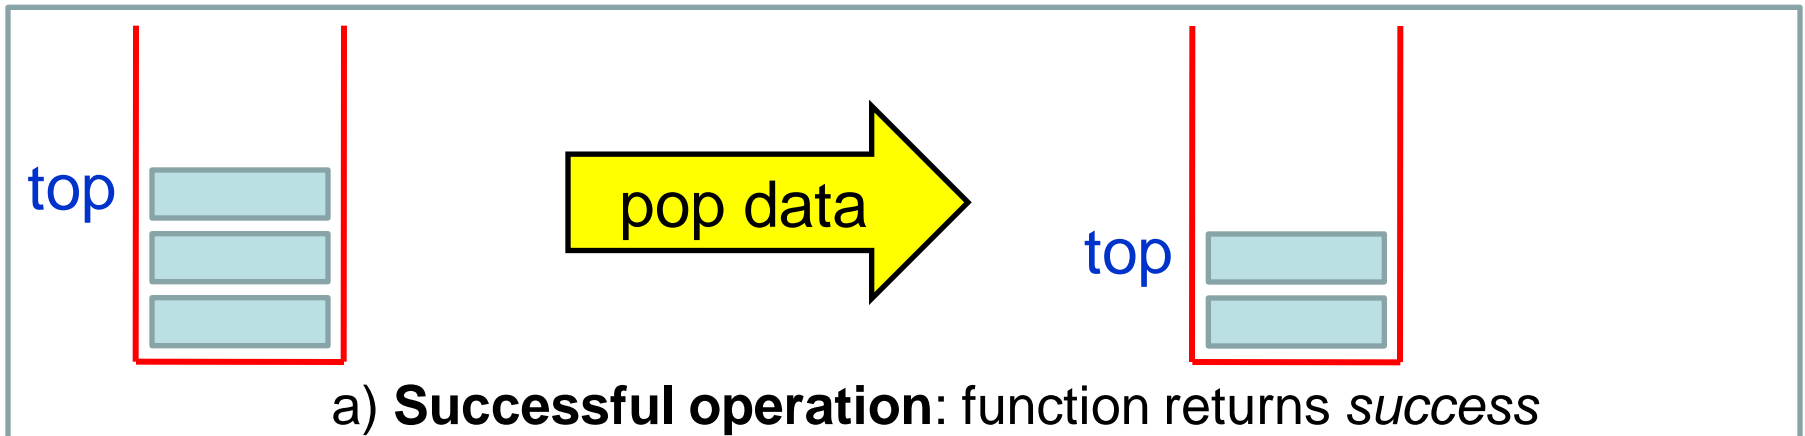 top
pop data
top
a) Successful operation: function returns success